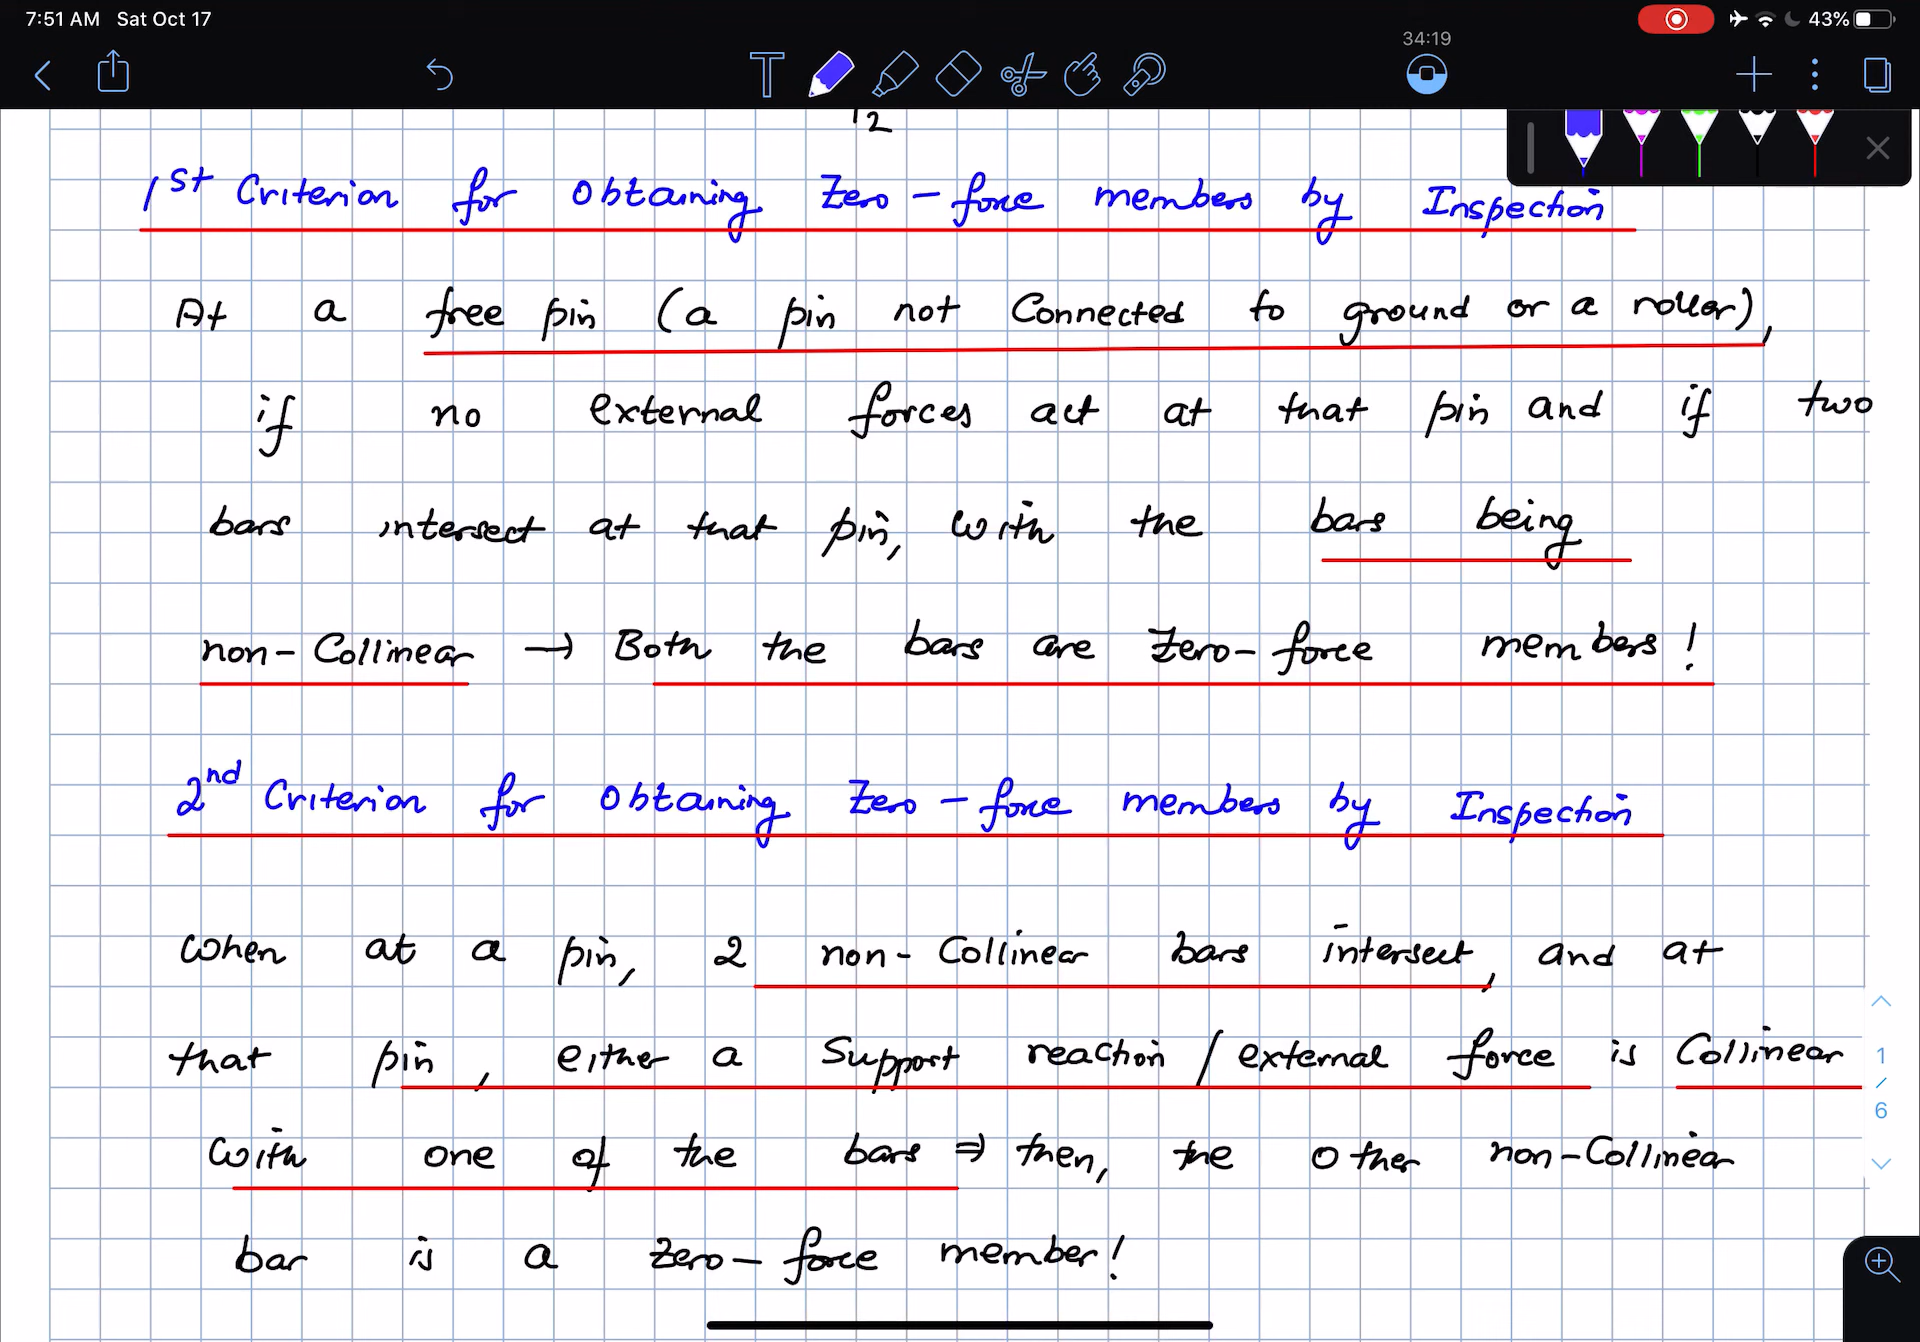 7:51 AM Sat Oct 17
43%
34:19
T
1st Criterion for Obtaining Zero-force members by Inspection
At a free pin (a pin not Connected to ground or a roller),
if no external forces act at that pin and if two
bars intersect at that pin, with the bars being
non-Collinear → Both the bars are Zero-force members!
2nd Criterion for Obtaining Zero-force members by Inspection
When at a pin, 2 non-Collinear bars intersect, and at
that pin, either a Support reaction/external force is Collinear
with one of the bars ⇒ then, the other non-Collinear
bar is a Zero-force member!
1
/
6